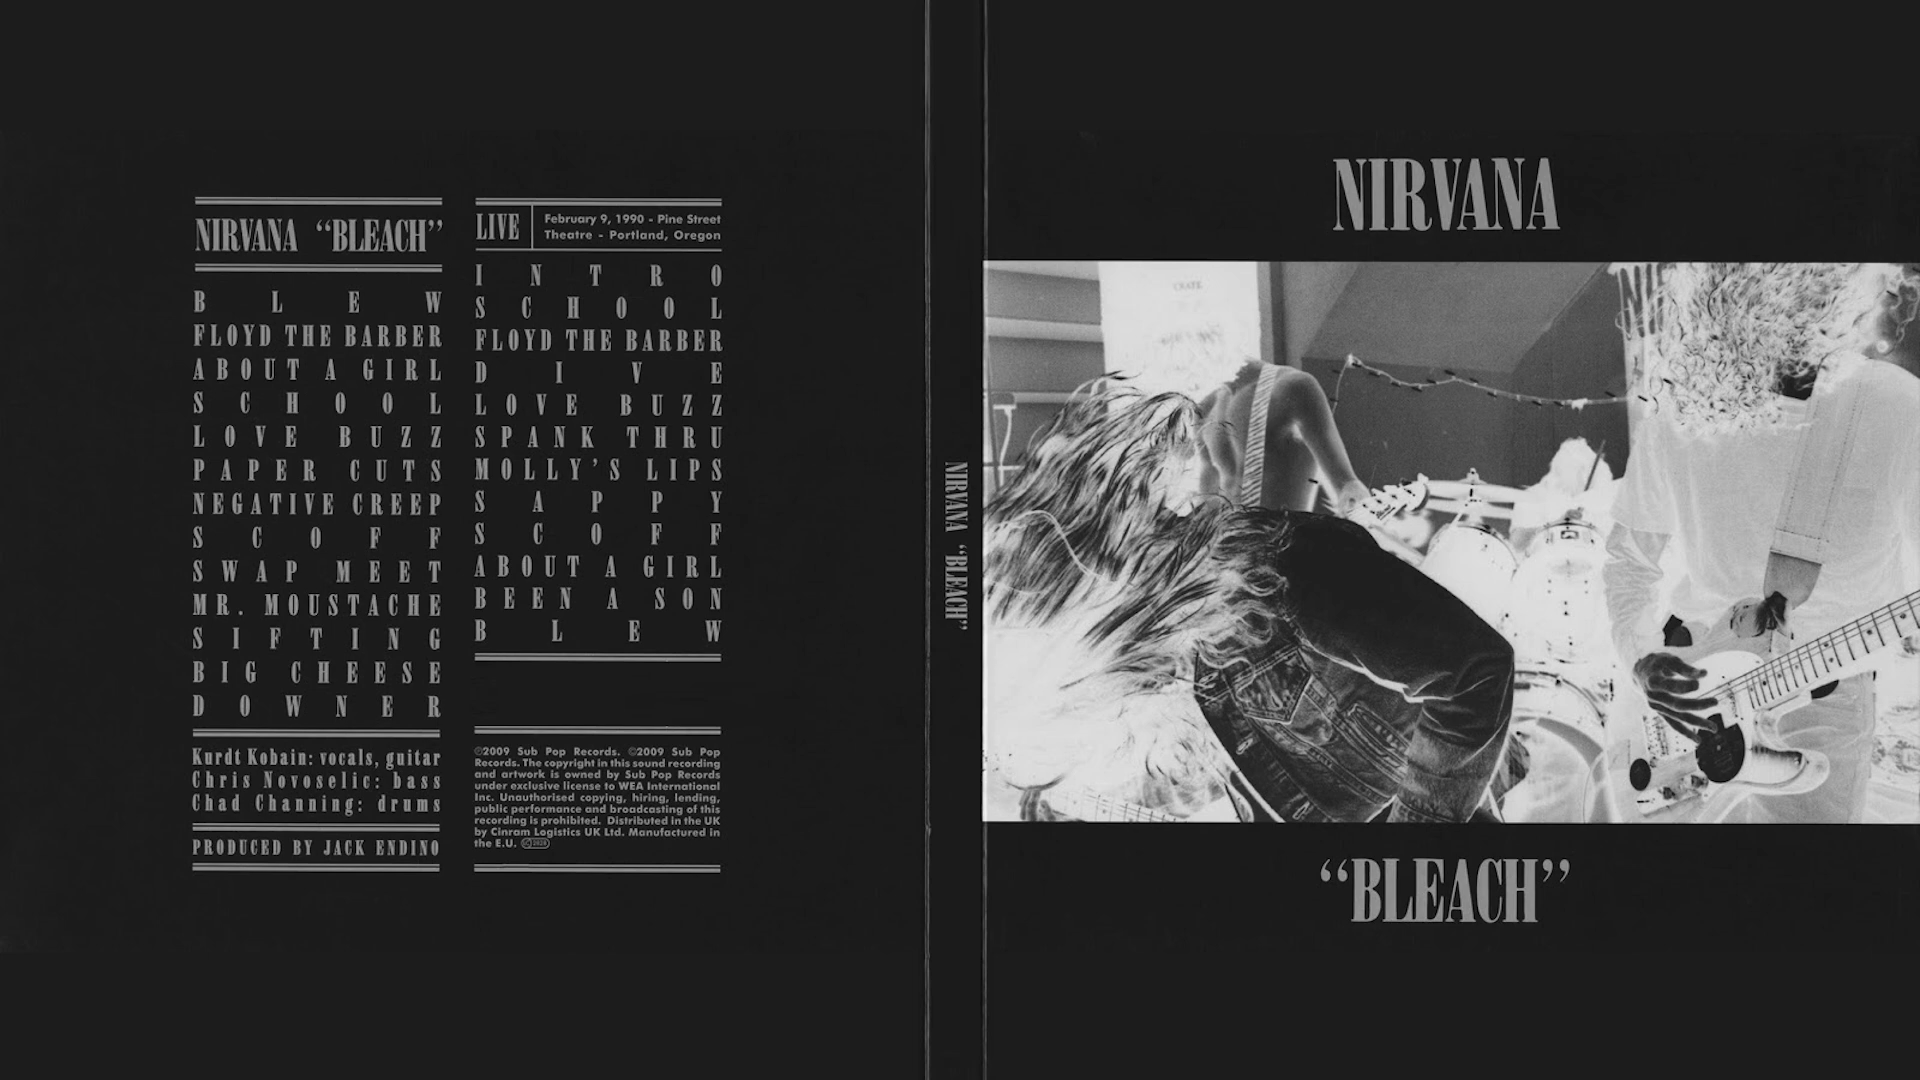 NIRVANA “BLEACH”
BLEW
FLOYD THE BARBER
ABOUT A GIRL
SCHOOL
LOVE BUZZ
PAPER CUTS
NEGATIVE CREEP
SCOFF
SWAP MEET
MR. MOUSTACHE
SIFTING
BIG CHEESE
DOWNER
Kurdt Kobain: vocals, guitar
Chris Novoselic: bass
Chad Channing: drums
PRODUCED BY JACK ENDINO
LIVE
February 9, 1990 - Pine Street
Theatre - Portland, Oregon
INTRO
SCHOOL
FLOYD THE BARBER
DIVE
LOVE BUZZ
SPANK THRU
MOLLY’S LIPS
SAPPY
SCOFF
ABOUT A GIRL
BEEN A SON
BLEW
℗2009 Sub Pop Records. ©2009 Sub Pop
Records. The copyright in this sound recording
and artwork is owned by Sub Pop Records
under exclusive license to WEA International
Inc. Unauthorised copying, hiring, lending,
public performance and broadcasting of this
recording is prohibited. Distributed in the UK
by Cinram Logistics UK Ltd. Manufactured in
the E.U.
NIRVANA “BLEACH”
NIRVANA
“BLEACH”